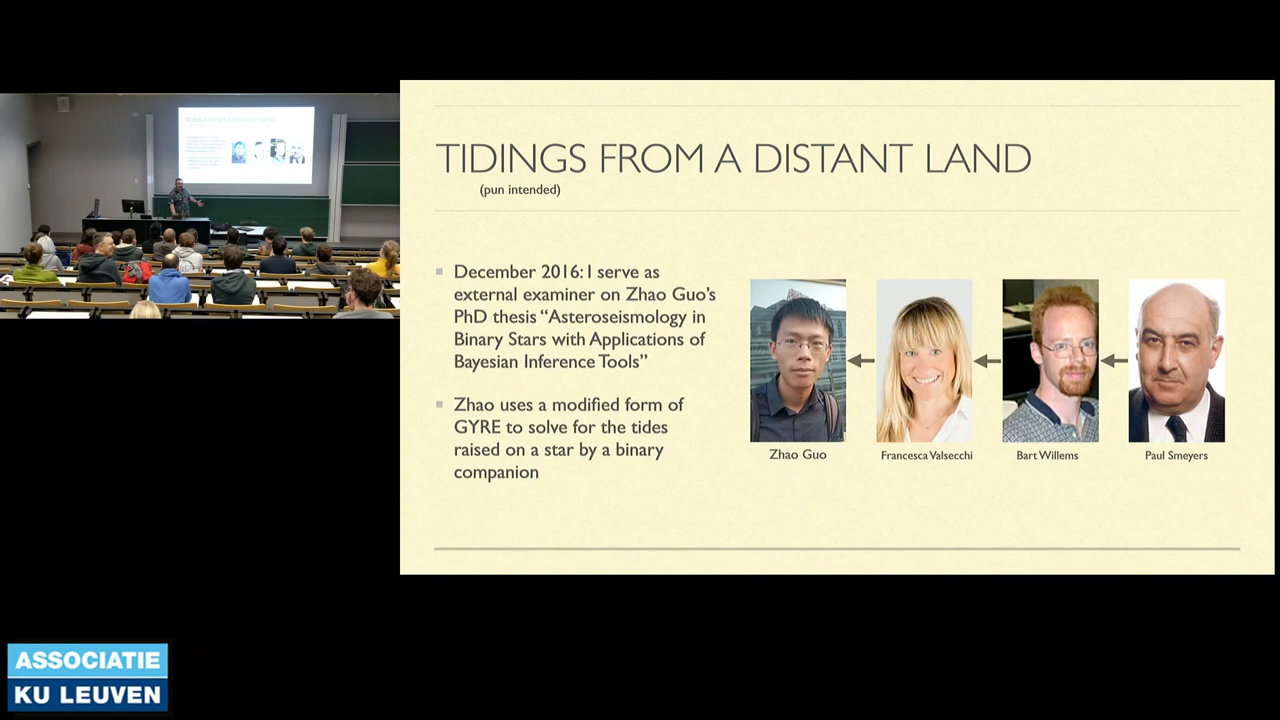 TIDINGS FROM A DISTANT LAND
(pun intended)
December 2016: I serve as
external examiner on Zhao Guo’s
PhD thesis “Asteroseismology in
Binary Stars with Applications of
Bayesian Inference Tools”
Zhao uses a modified form of
GYRE to solve for the tides
raised on a star by a binary
companion
Zhao Guo
Francesca Valsecchi
Bart Willems
Paul Smeyers
ASSOCIATIE
KU LEUVEN